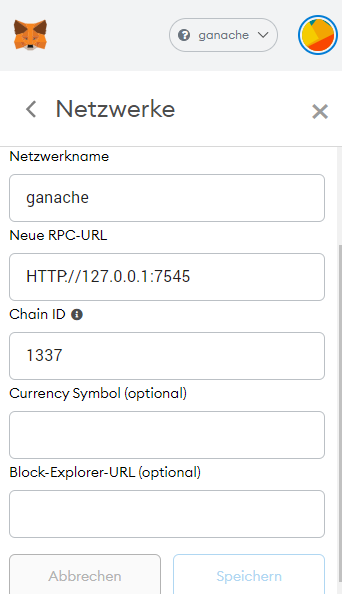 ganache
Netzwerke
Netzwerkname
ganache
Neue RPC-URL
HTTP://127.0.0.1:7545
Chain ID
1337
Currency Symbol (optional)
Block-Explorer-URL (optional)
Abbrechen Speichern